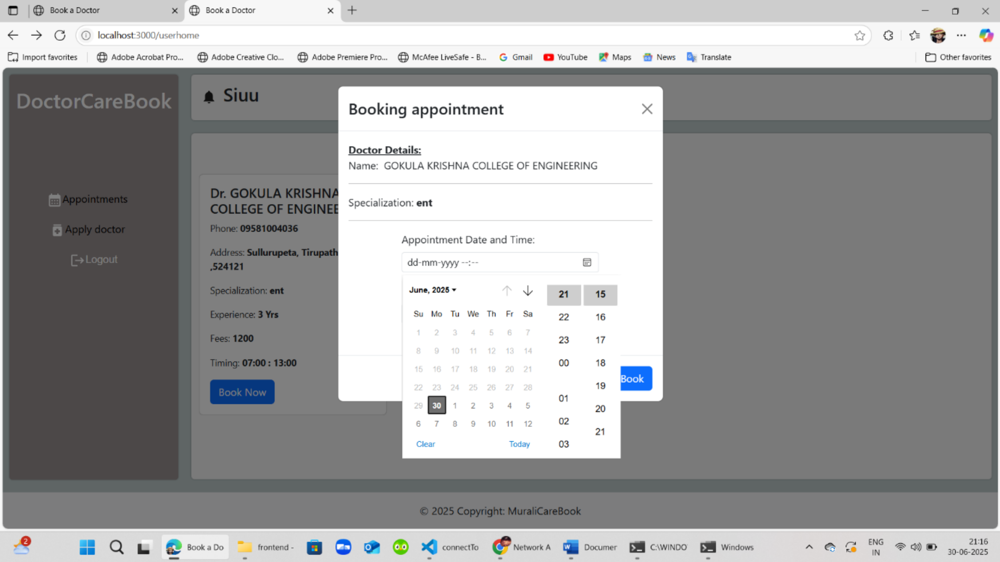 Book a Doctor
Book a Doctor
localhost:3000/userhome
Import favorites
Adobe Acrobat Pro...
Adobe Creative Clo...
Adobe Premiere Pro...
McAfee LiveSafe - B...
Gmail
YouTube
Maps
News
Translate
Other favorites
DoctorCareBook
Appointments
Apply doctor
Logout
Siuu
Dr. GOKULA KRISHNA
COLLEGE OF ENGINEE
Phone: 09581004036
Address: Sullurupeta, Tirupath
,524121
Specialization: ent
Experience: 3 Yrs
Fees: 1200
Timing: 07:00 : 13:00
Book Now
Booking appointment
Doctor Details:
Name: GOKULA KRISHNA COLLEGE OF ENGINEERING
Specialization: ent
Appointment Date and Time:
dd-mm-yyyy --:--
June, 2025
Su Mo Tu We Th Fr Sa
1 2 3 4 5 6 7
8 9 10 11 12 13 14
15 16 17 18 19 20 21
22 23 24 25 26 27 28
29 30 1 2 3 4 5
6 7 8 9 10 11 12
Clear Today
21 15
22 16
23 17
00 18
19
01
20
02
21
03
Book
© 2025 Copyright: MuraliCareBook
2
Book a Do
frontend -
connectTo
Network A
Documer
C:\WINDO
Windows
ENG
IN
21:16
30-06-2025